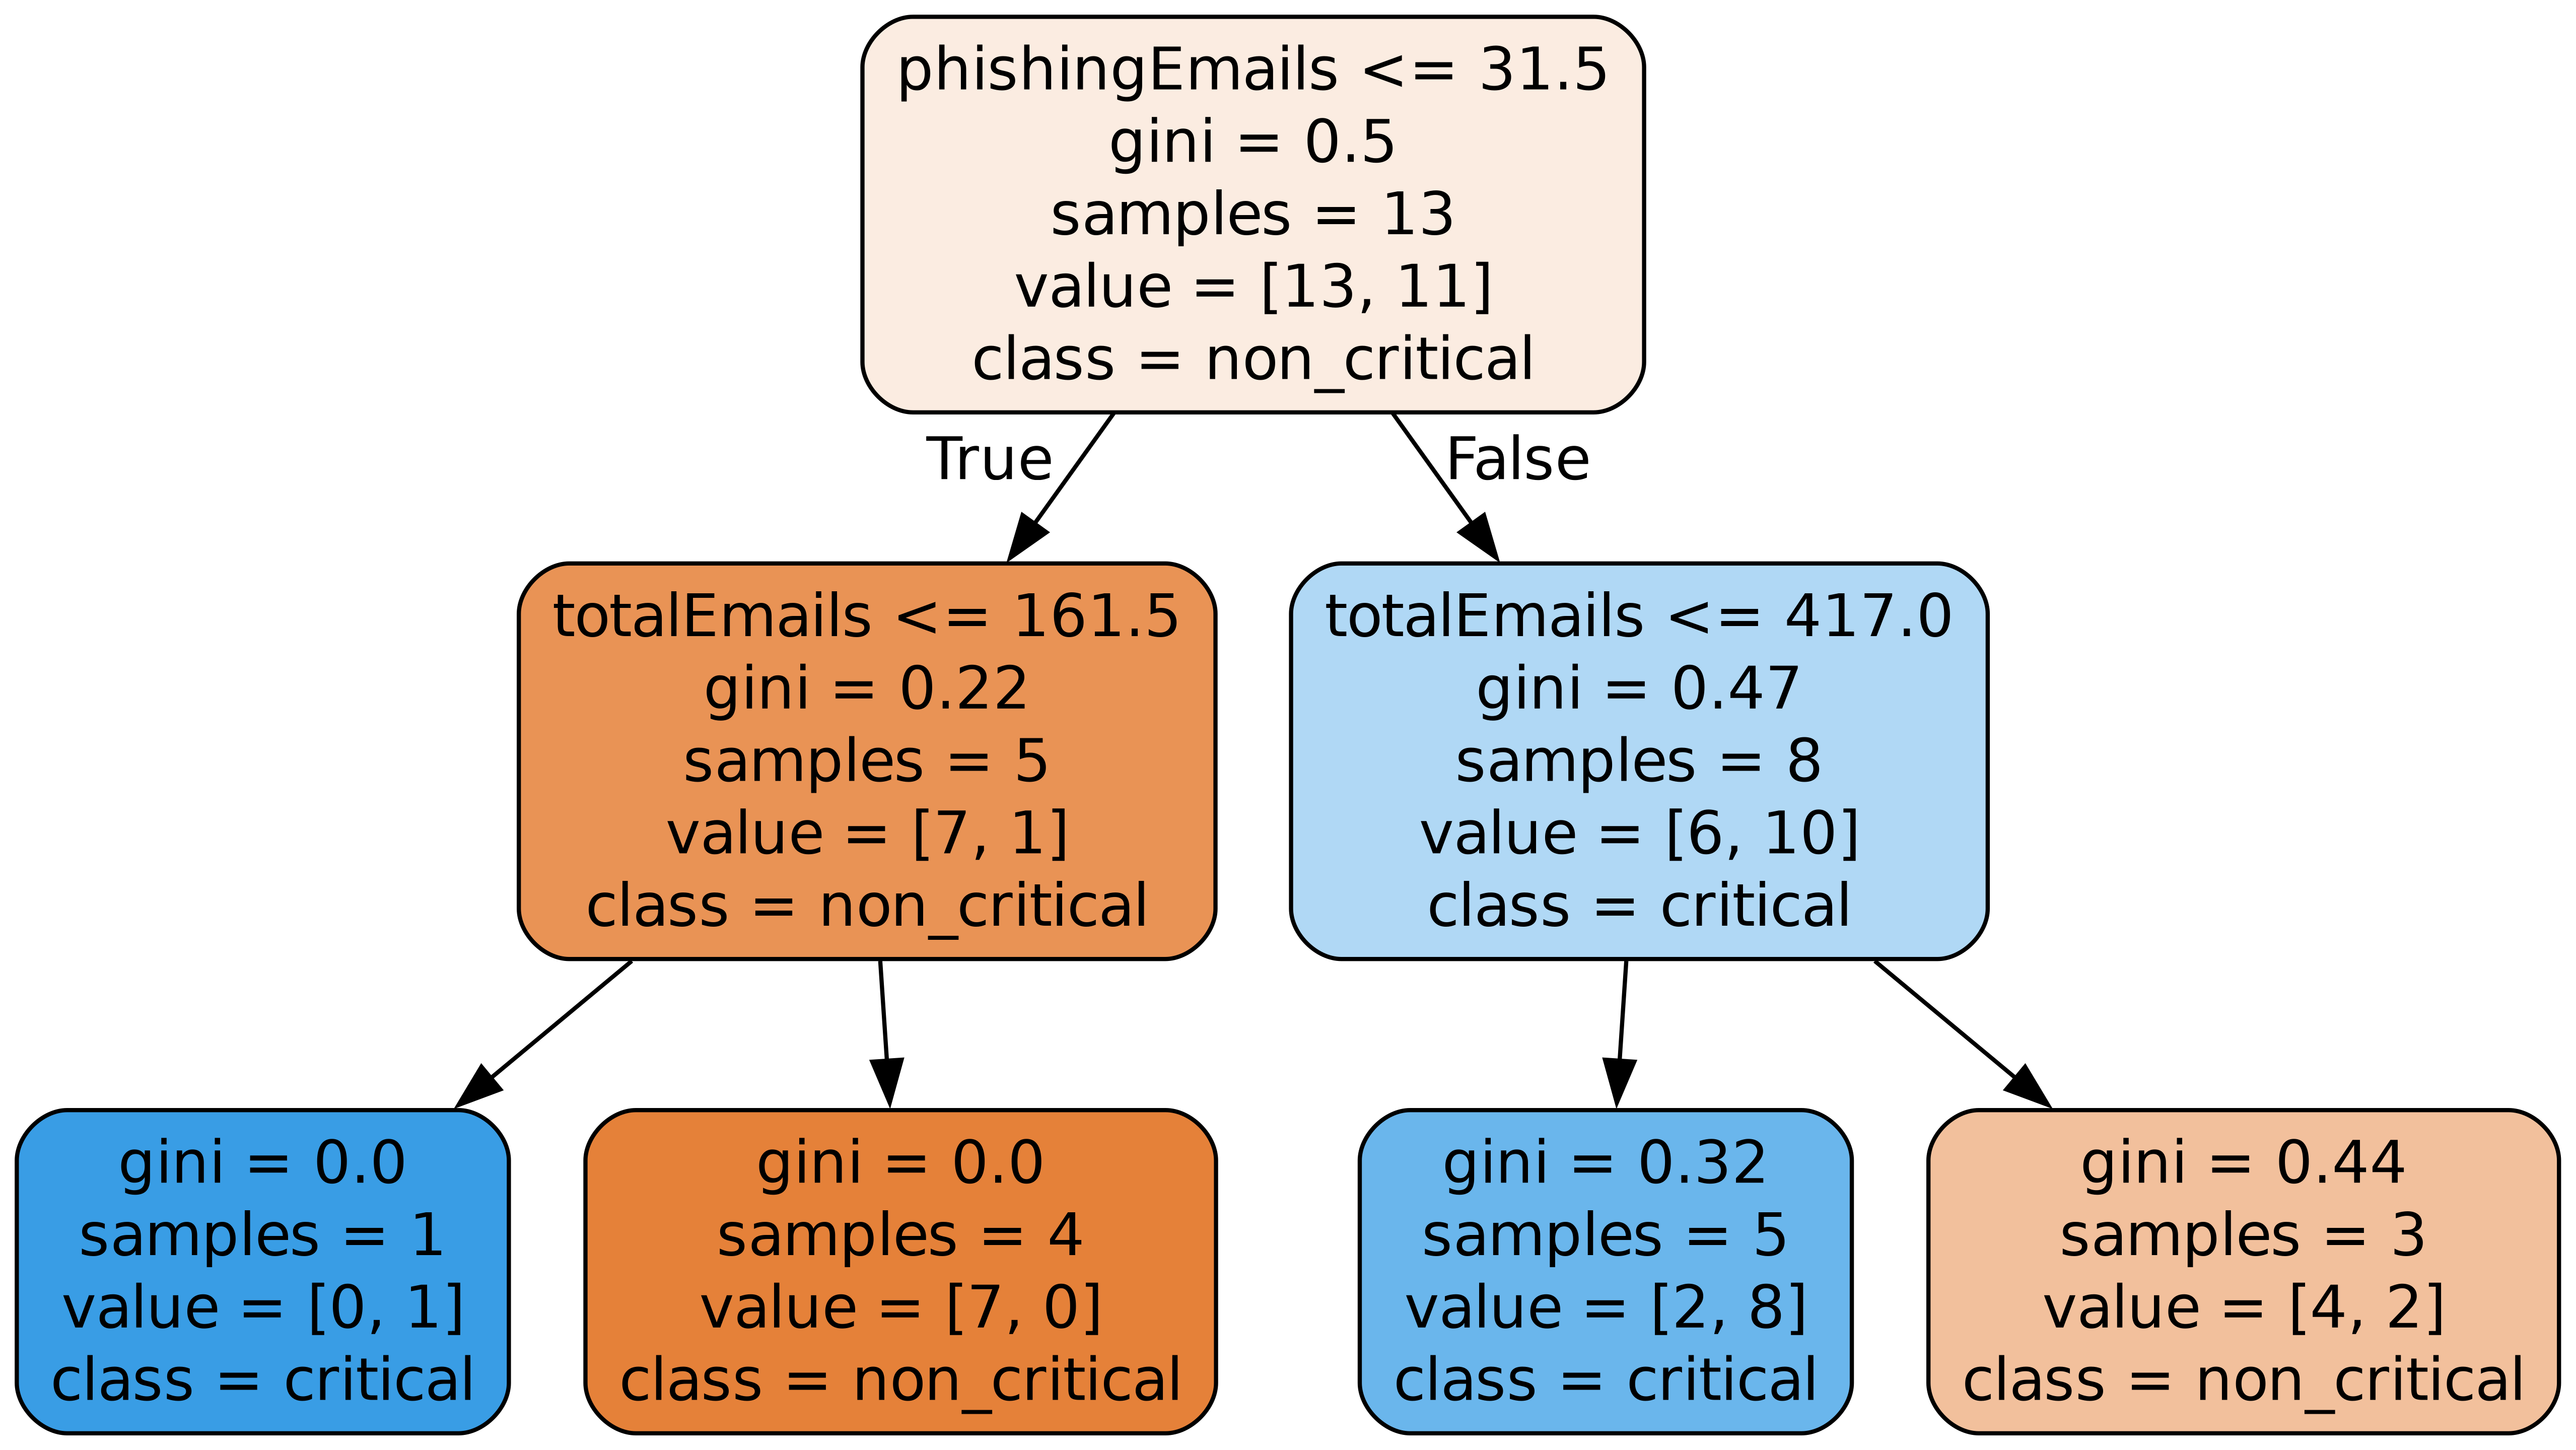 phishingEmails <= 31.5
gini = 0.5
samples = 13
value = [13, 11]
class = non_critical
True
False
totalEmails <= 161.5
gini = 0.22
samples = 5
value = [7, 1]
class = non_critical
totalEmails <= 417.0
gini = 0.47
samples = 8
value = [6, 10]
class = critical
gini = 0.0
samples = 1
value = [0, 1]
class = critical
gini = 0.0
samples = 4
value = [7, 0]
class = non_critical
gini = 0.32
samples = 5
value = [2, 8]
class = critical
gini = 0.44
samples = 3
value = [4, 2]
class = non_critical